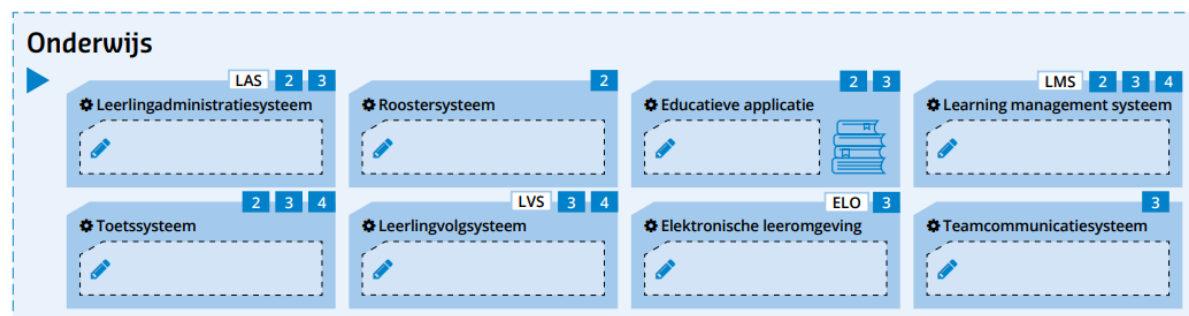 Onderwijs
LAS 2 3
Leerlingadministratiesysteem
2
Roostersysteem
2 3
Educatieve applicatie
LMS 2 3 4
Learning management systeem
2 3 4
Toetssysteem
LVS 3 4
Leerlingvolgsysteem
ELO 3
Elektronische leeromgeving
3
Teamcommunicatiesysteem